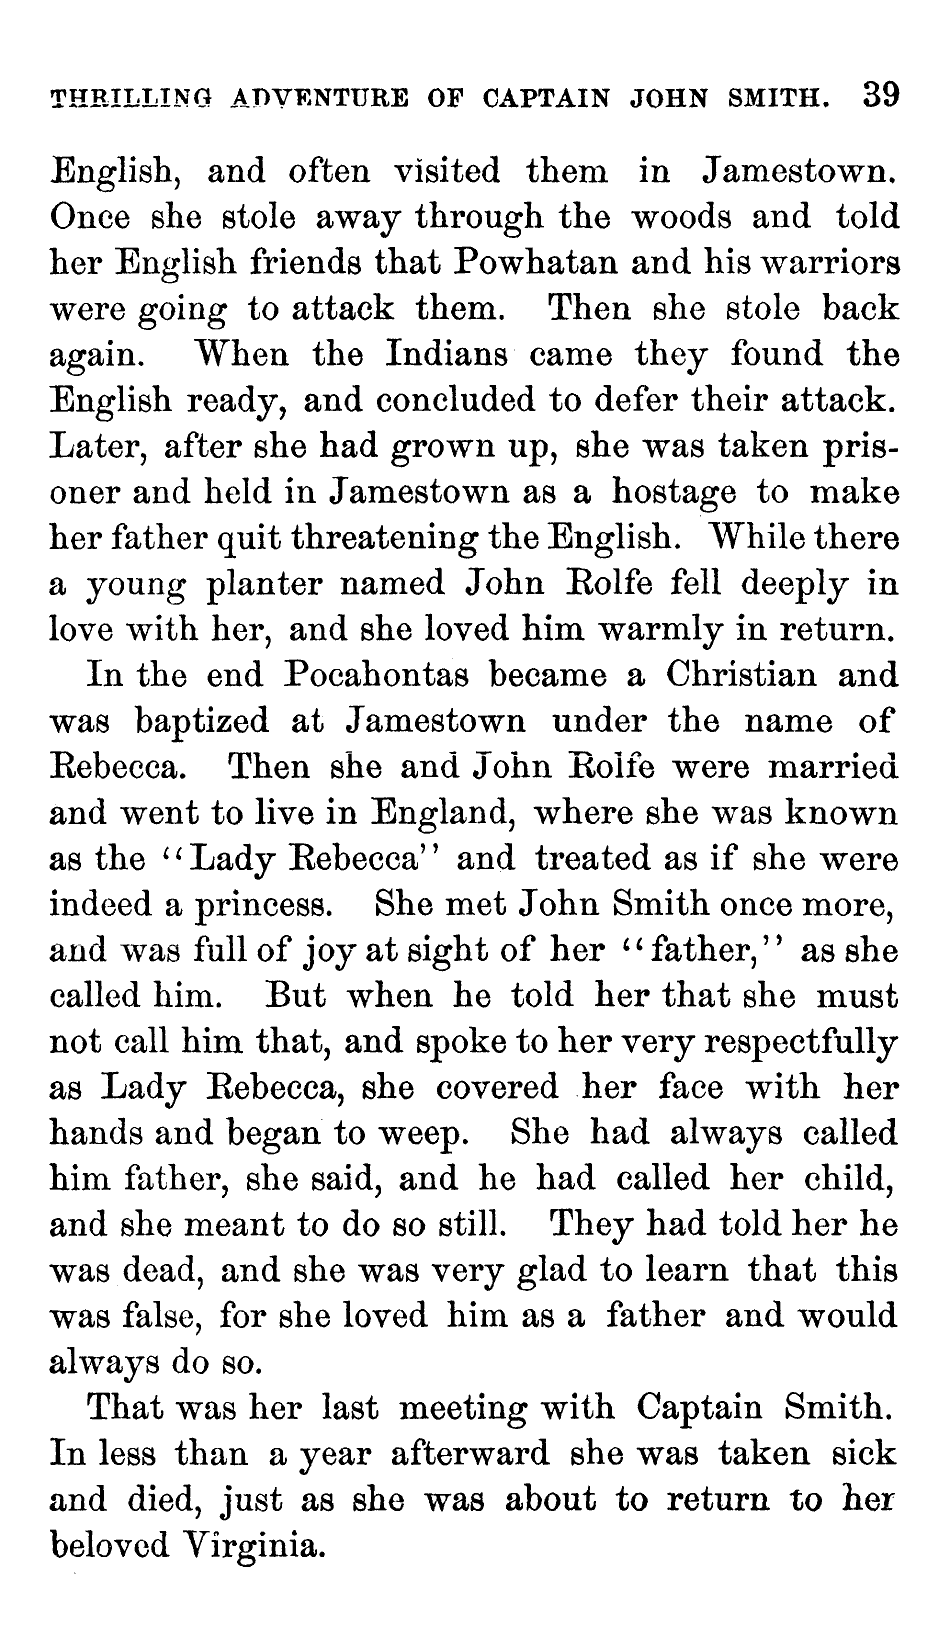 THRILLING ADVENTURE OF CAPTAIN JOHN SMITH. 39
English, and often visited them in Jamestown.
Once she stole away through the woods and told
her English friends that Powhatan and his warriors
were going to attack them. Then she stole back
again. When the Indians came they found the
English ready, and concluded to defer their attack.
Later, after she had grown up, she was taken pris-
oner and held in Jamestown as a hostage to make
her father quit threatening the English. While there
a young planter named John Rolfe fell deeply in
love with her, and she loved him warmly in return.
In the end Pocahontas became a Christian and
was baptized at Jamestown under the name of
Rebecca. Then she and John Rolfe were married
and went to live in England, where she was known
as the "Lady Rebecca" and treated as if she were
indeed a princess. She met John Smith once more,
and was full of joy at sight of her "father," as she
called him. But when he told her that she must
not call him that, and spoke to her very respectfully
as Lady Rebecca, she covered her face with her
hands and began to weep. She had always called
him father, she said, and he had called her child,
and she meant to do so still. They had told her he
was dead, and she was very glad to learn that this
was false, for she loved him as a father and would
always do so.
That was her last meeting with Captain Smith.
In less than a year afterward she was taken sick
and died, just as she was about to return to her
beloved Virginia.